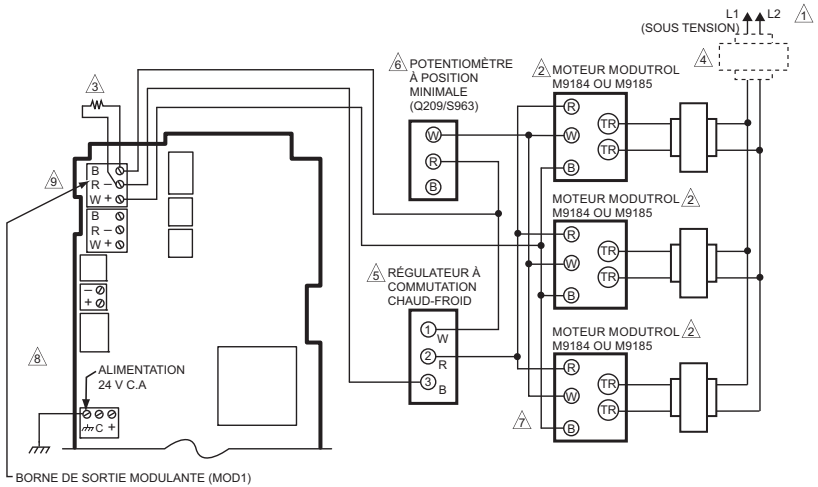 L1 L2 1
(SOUS TENSION)
4
6 POTENTIOMÈTRE
À POSITION
MINIMALE
(Q209/S963)
W
R
B
2 MOTEUR MODUTROL
M9184 OU M9185
R
W
B
TR
TR
3
9
B
R –
W +
B
R –
W +
–
+
MOTEUR MODUTROL 2
M9184 OU M9185
R
W
B
TR
TR
5 RÉGULATEUR À
COMMUTATION
CHAUD-FROID
1 W
2 R
3 B
MOTEUR MODUTROL 2
M9184 OU M9185
R
W
B
TR
TR
7
8
ALIMENTATION
24 V C.A
C +
BORNE DE SORTIE MODULANTE (MOD1)